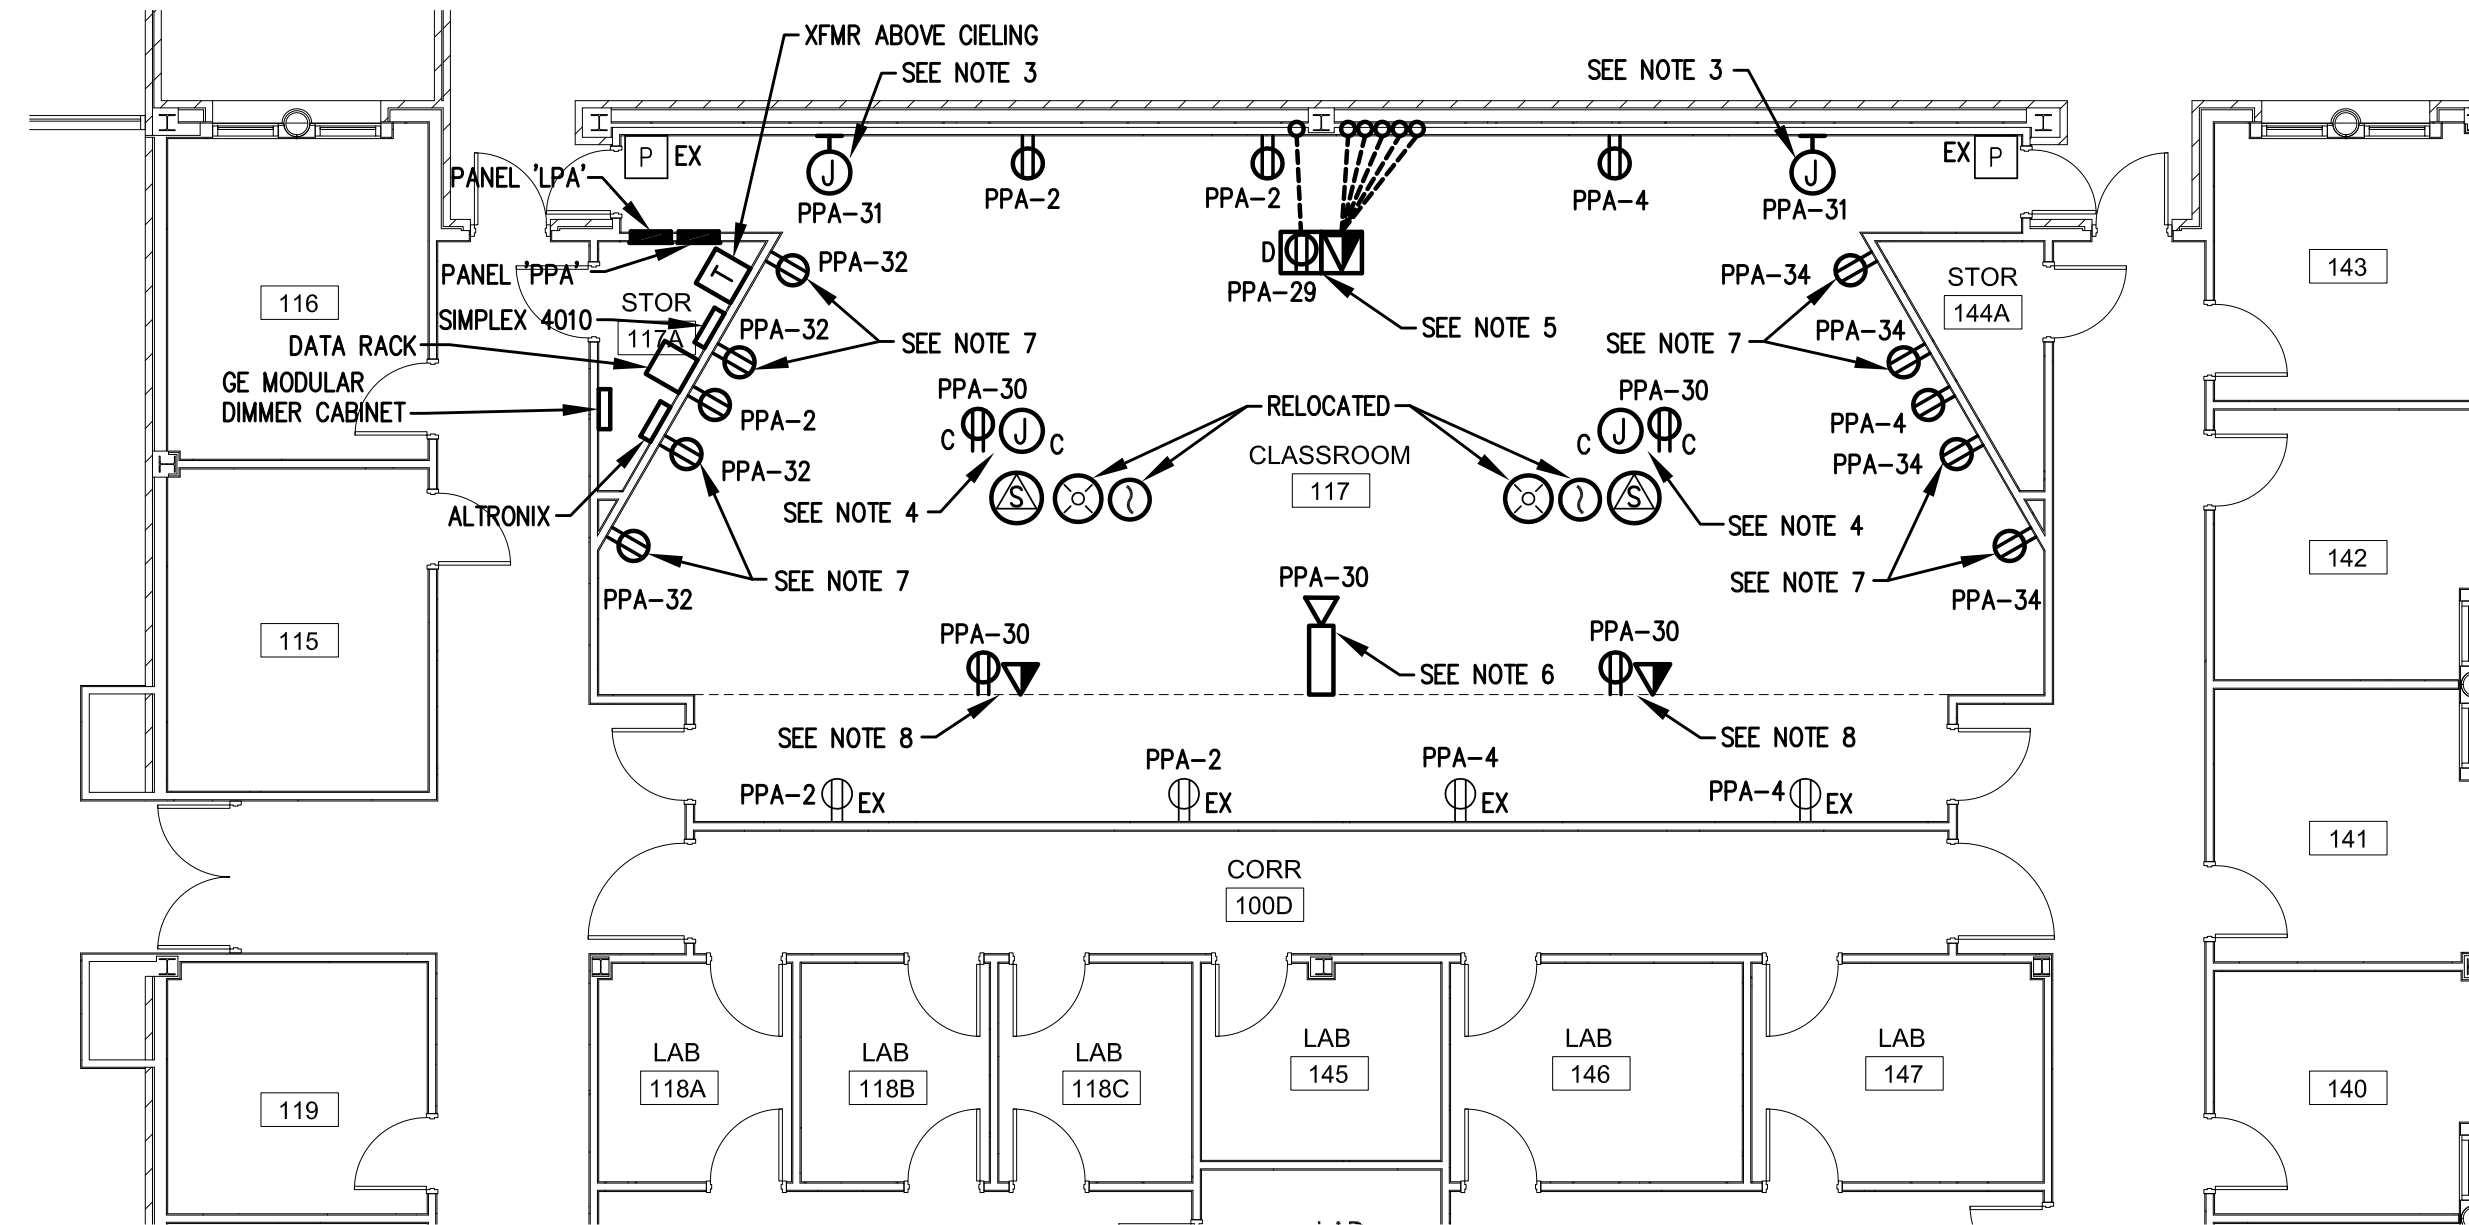 XFMR ABOVE CIELING
SEE NOTE 3
SEE NOTE 3
P EX
EX P
PANEL 'LPA'
J
PPA-31
PPA-2
PPA-2
PPA-4
J
PPA-31
PANEL 'PPA'
T
PPA-32
D
PPA-29
PPA-34
STOR
144A
143
116
STOR
117A
SIMPLEX 4010
PPA-32
SEE NOTE 5
PPA-34
DATA RACK
SEE NOTE 7
SEE NOTE 7
GE MODULAR
DIMMER CABINET
PPA-2
PPA-30
C J C
RELOCATED
PPA-30
C J C
PPA-4
CLASSROOM
117
PPA-32
PPA-34
S
S
ALTRONIX
SEE NOTE 4
SEE NOTE 4
142
SEE NOTE 7
SEE NOTE 7
PPA-32
PPA-30
PPA-34
115
PPA-30
PPA-30
SEE NOTE 6
SEE NOTE 8
SEE NOTE 8
PPA-2 EX
PPA-2
EX
PPA-4
EX
PPA-4 EX
141
CORR
100D
LAB
118A
LAB
118B
LAB
118C
LAB
145
LAB
146
LAB
147
119
140